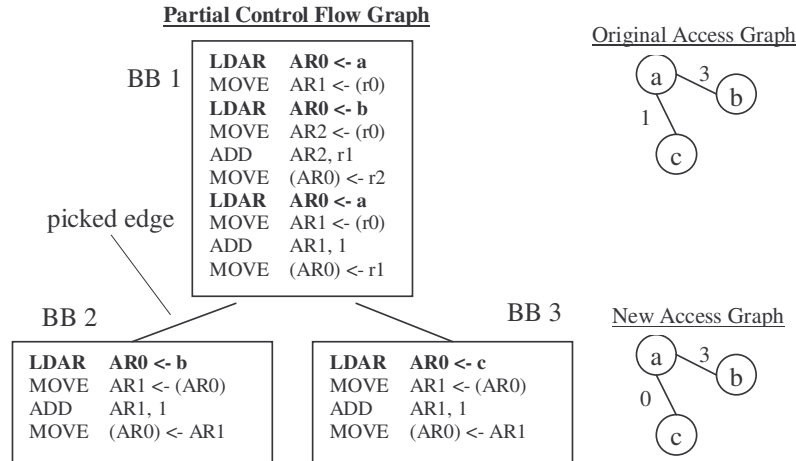 Partial Control Flow Graph
BB 1
LDAR AR0 <- a
MOVE AR1 <- (r0)
LDAR AR0 <- b
MOVE AR2 <- (r0)
ADD AR2, r1
MOVE (AR0) <- r2
LDAR AR0 <- a
MOVE AR1 <- (r0)
ADD AR1, 1
MOVE (AR0) <- r1
picked edge
BB 2
LDAR AR0 <- b
MOVE AR1 <- (AR0)
ADD AR1, 1
MOVE (AR0) <- AR1
BB 3
LDAR AR0 <- c
MOVE AR1 <- (AR0)
ADD AR1, 1
MOVE (AR0) <- AR1
Original Access Graph
a
3
b
1
c
New Access Graph
a
3
b
0
c